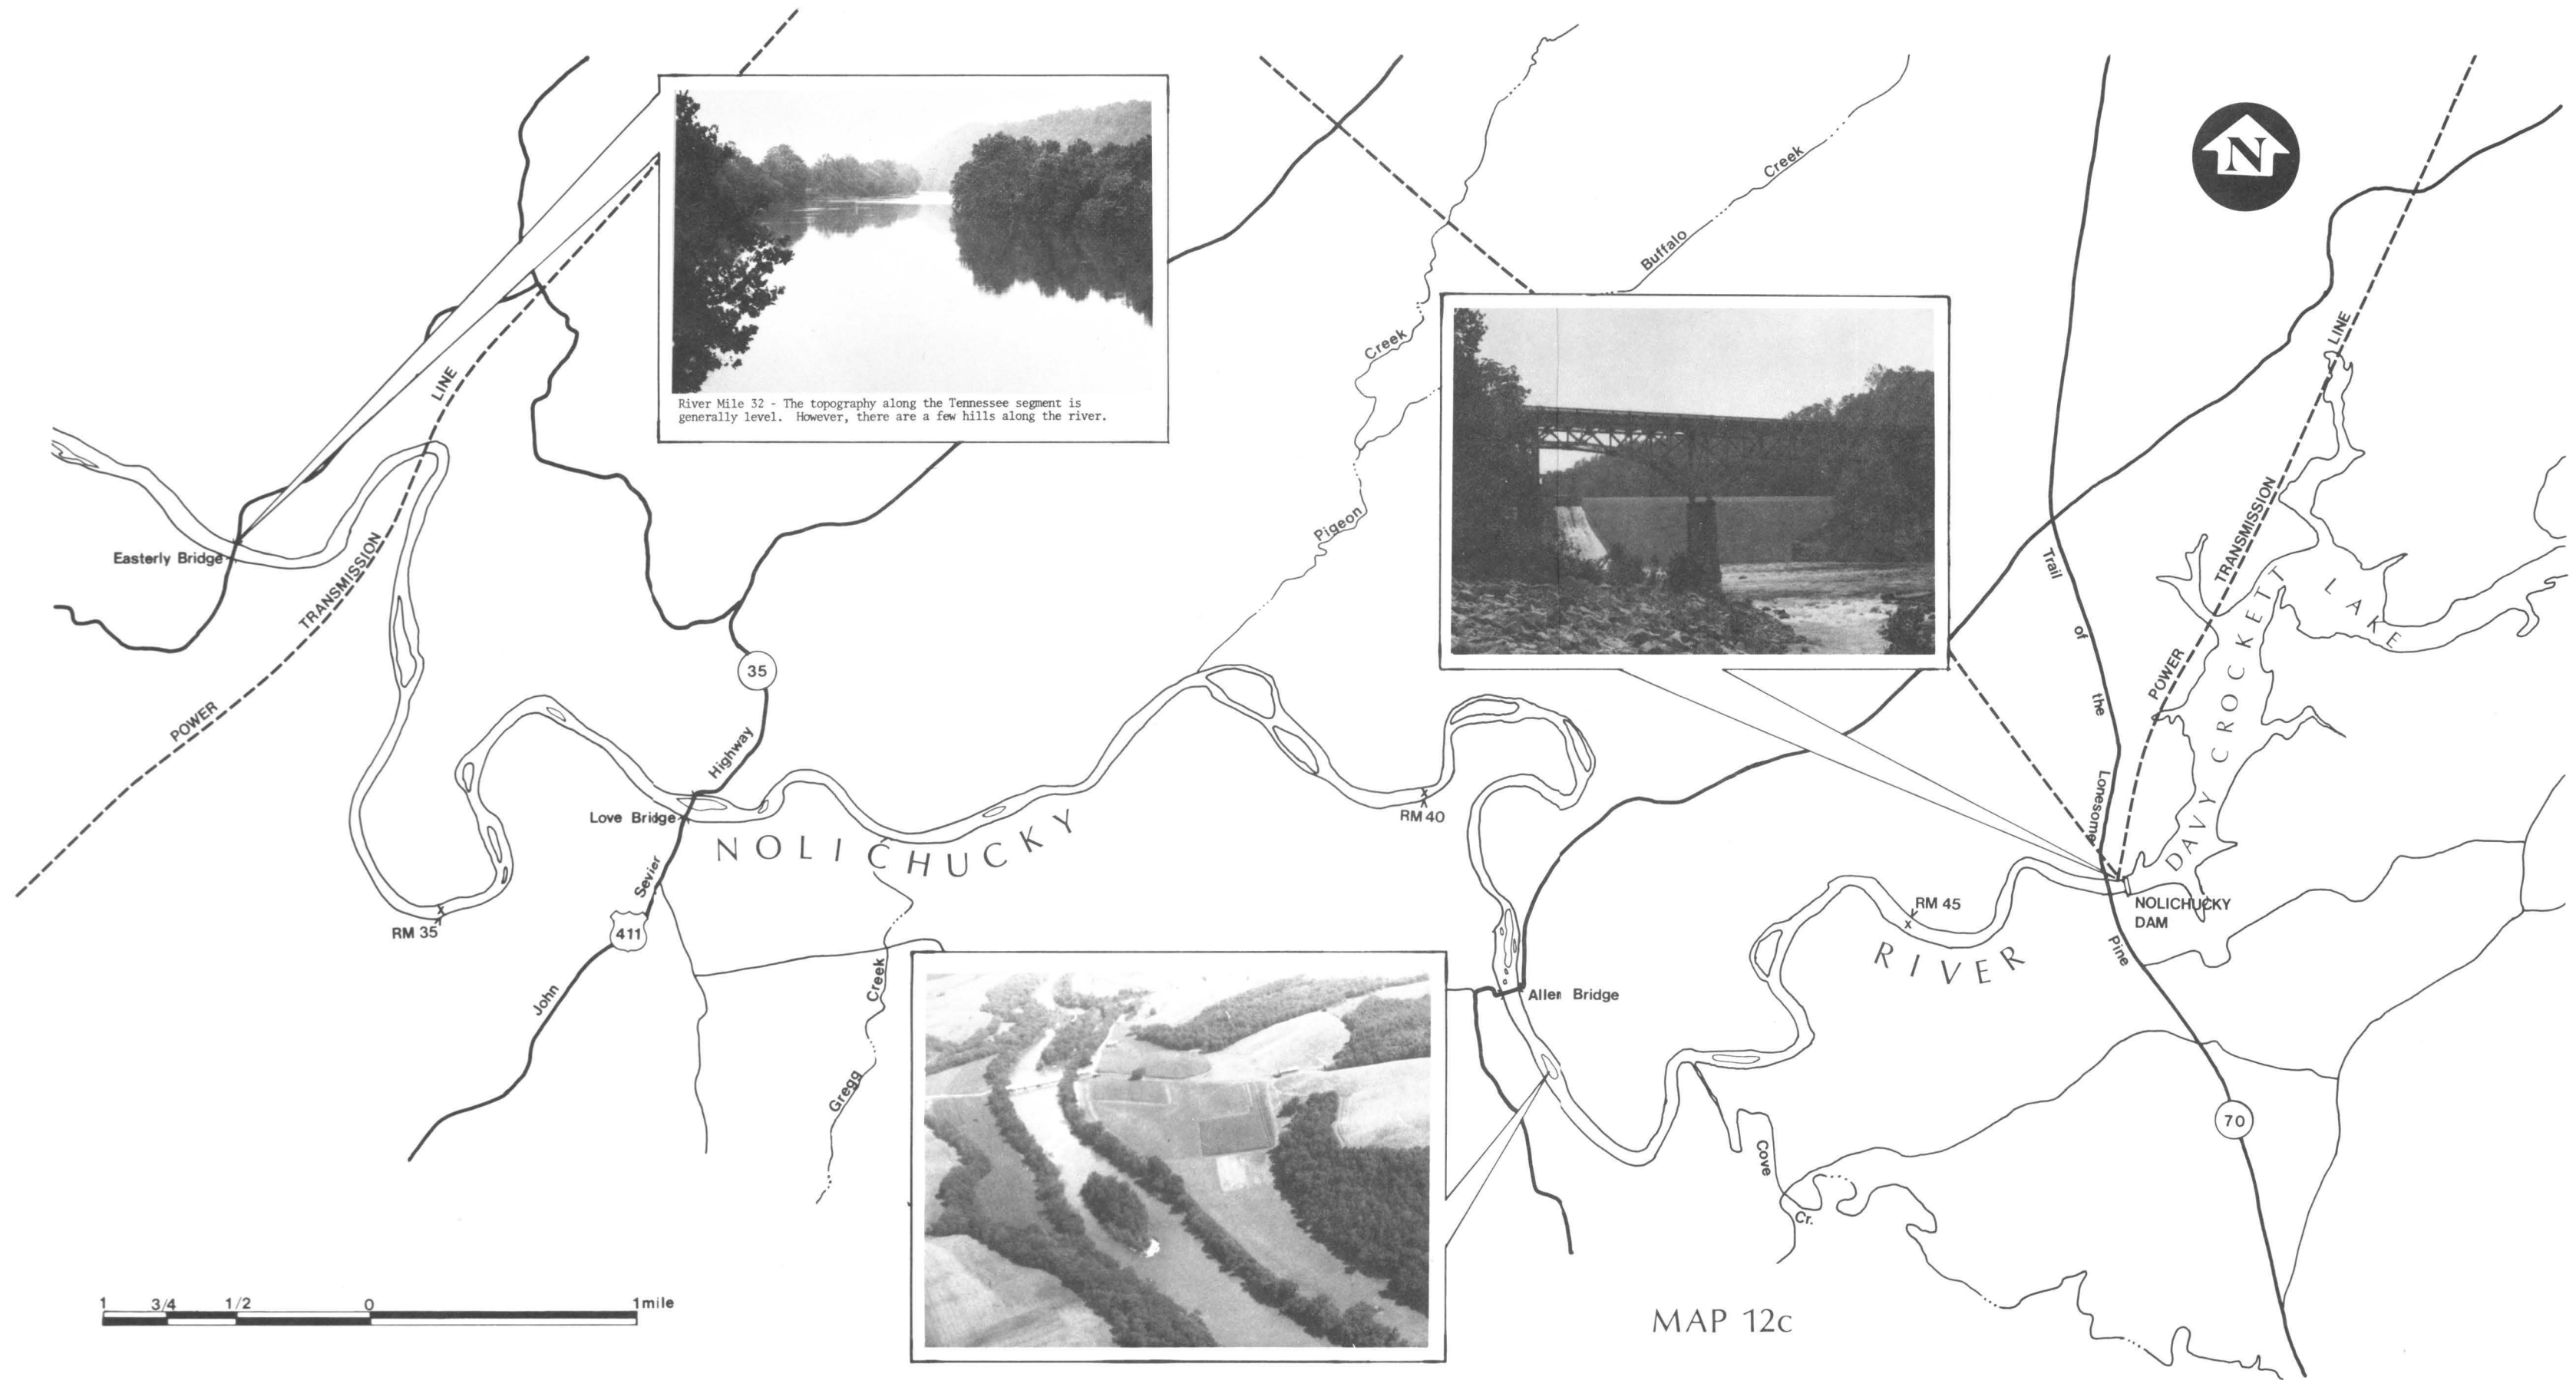 N
River Mile 32 - The topography along the Tennessee segment is
generally level. However, there are a few hills along the river.
Creek
Buffalo
Creek
Pigeon
LINE
TRANSMISSION
POWER
LINE
TRANSMISSION
POWER
Easterly Bridge
35
Highway
Love Bridge
Sevier
411
John
RM 35
NOLICHUCKY
RIVER
Gregg
Creek
RM 40
Allen Bridge
RM 45
Trail
of
the
Lonesome
Pine
DAVY CROCKETT LAKE
NOLICHUCKY
DAM
70
Cove
Cr.
1 3/4 1/2 0 1mile
MAP 12c